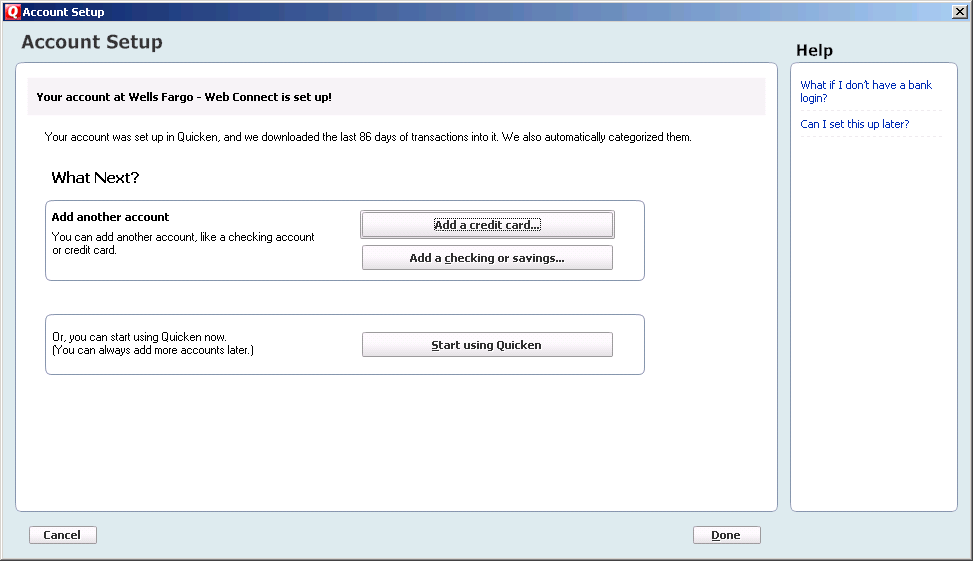 Account Setup
Account Setup
Help
Your account at Wells Fargo - Web Connect is set up!
Your account was set up in Quicken, and we downloaded the last 86 days of transactions into it. We also automatically categorized them.
What Next?
Add another account
You can add another account, like a checking account
or credit card.
Add a credit card...
Add a checking or savings...
Or, you can start using Quicken now.
(You can always add more accounts later.)
Start using Quicken
What if I don't have a bank
login?
Can I set this up later?
Cancel
Done